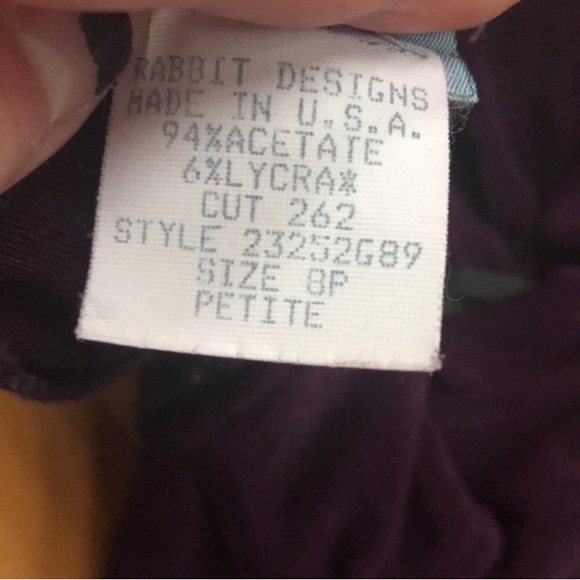 RABBIT DESIGNS
MADE IN U.S.A.
94%ACETATE
6%LYCRA*
CUT 262
STYLE 23252G89
SIZE 8P
PETITE